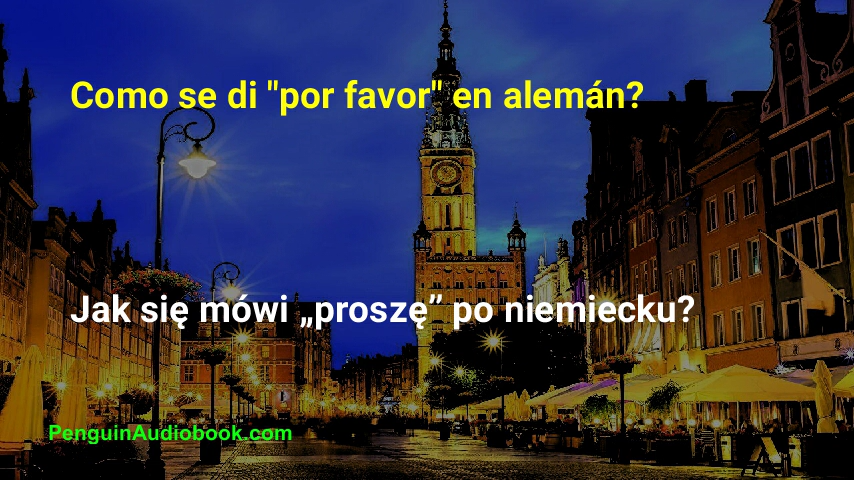 Como se di "por favor" en alemán?
Jak się mówi „proszę” po niemiecku?
PenguinAudiobook.com